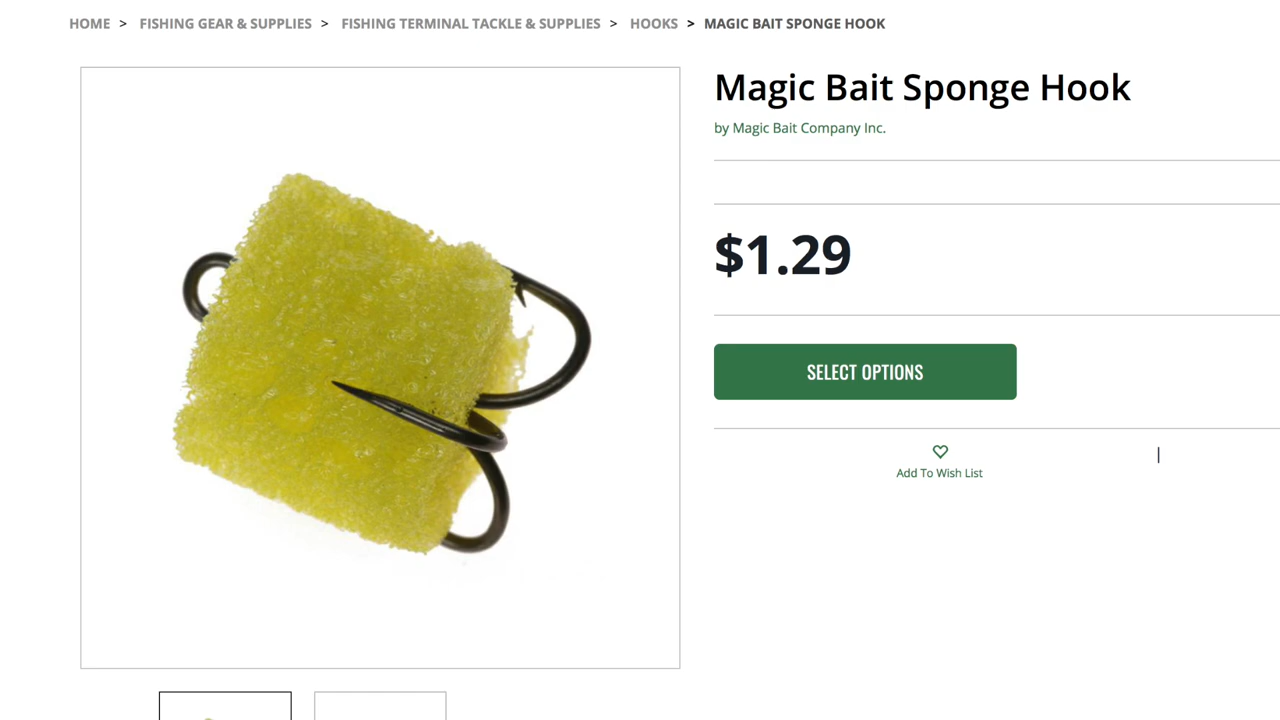 HOME > FISHING GEAR & SUPPLIES > FISHING TERMINAL TACKLE & SUPPLIES > HOOKS > MAGIC BAIT SPONGE HOOK
Magic Bait Sponge Hook
by Magic Bait Company Inc.
$1.29
SELECT OPTIONS
Add To Wish List
|